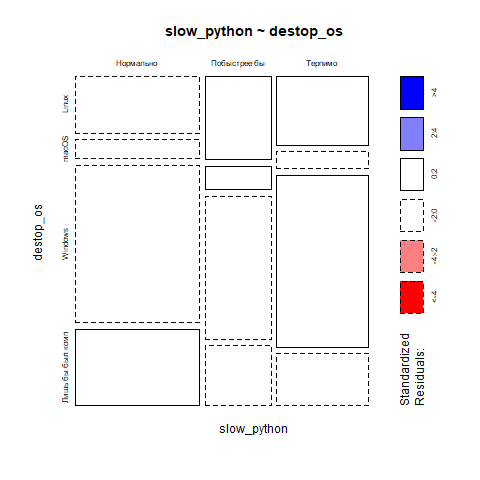 slow_python ~ destop_os
Нормально Побыстрее бы Терпимо
Linux
macOS
Windows
Лишь бы был комп
destop_os
slow_python
>4
2:4
0:2
-2:0
-4:-2
<-4
Standardized
Residuals: